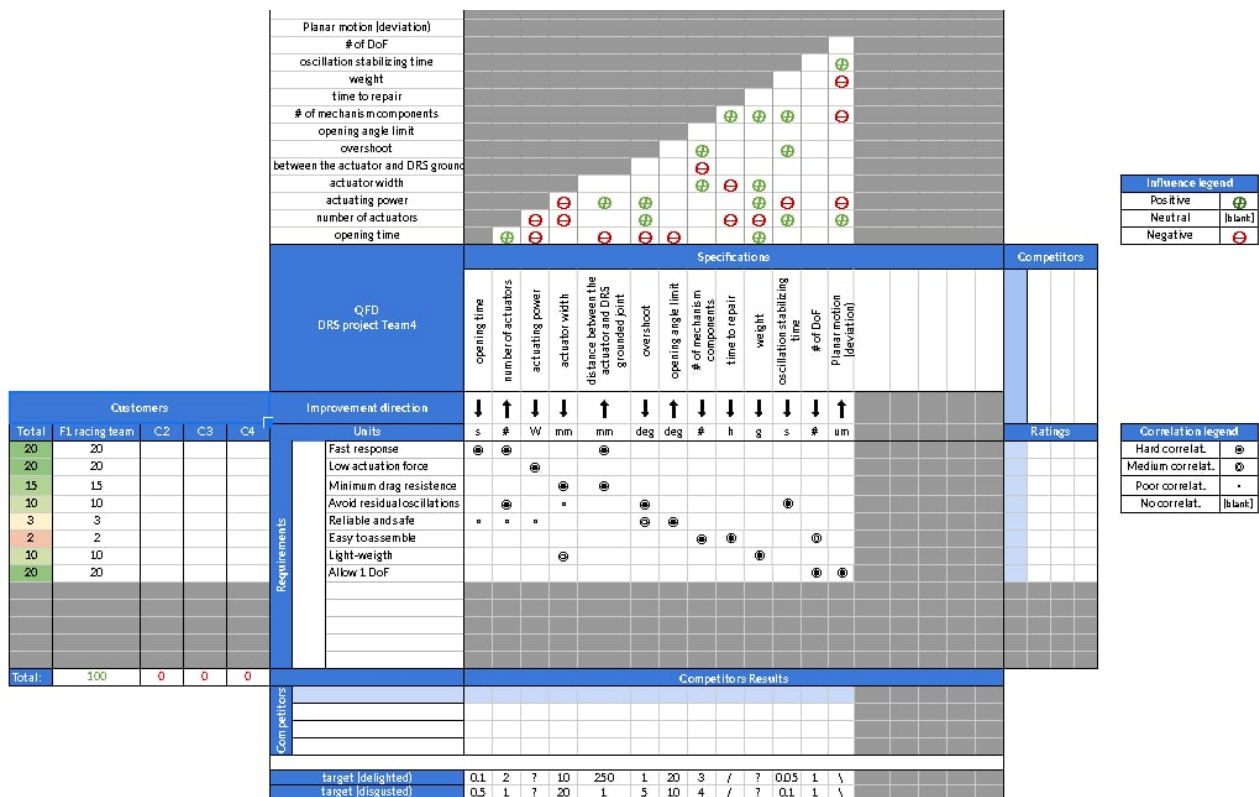 Planar motion (deviation)
# of DoF
oscillation stabilizing time
weight
time to repair
# of mechanism components
opening angle limit
overshoot
between the actuator and DRS ground
actuator width
actuating power
number of actuators
opening time
Influence legend
Positive
Neutral [blank]
Negative
Specifications
Competitors
QFD
DRS project Team4
opening time
number of actuators
actuating power
actuator width
distance between the
actuator and DRS
grounded joint
overshoot
opening angle limit
# of mechanism
components
time to repair
weight
oscillation stabilizing
time
# of DoF
Planar motion
(deviation)
Customers
Improvement direction
Total F1 racing team C2 C3 C4
Units s # W mm mm deg deg # h g s # um
Ratings
Correlation legend
Hard correlat.
Medium correlat.
Poor correlat.
No correlat. [blank]
Requirements
20 20 Fast response
20 20 Low actuation force
15 15 Minimum drag resistence
10 10 Avoid residual oscillations
3 3 Reliable and safe
2 2 Easy to assemble
10 10 Light-weigth
20 20 Allow 1 DoF
Total: 100 0 0 0
Competitors Results
Competitors
target (delighted) 0.1 2 ? 10 250 1 20 3 / ? 0.05 1 \
target (disgusted) 0.5 1 ? 20 1 5 10 4 / ? 0.1 1 \